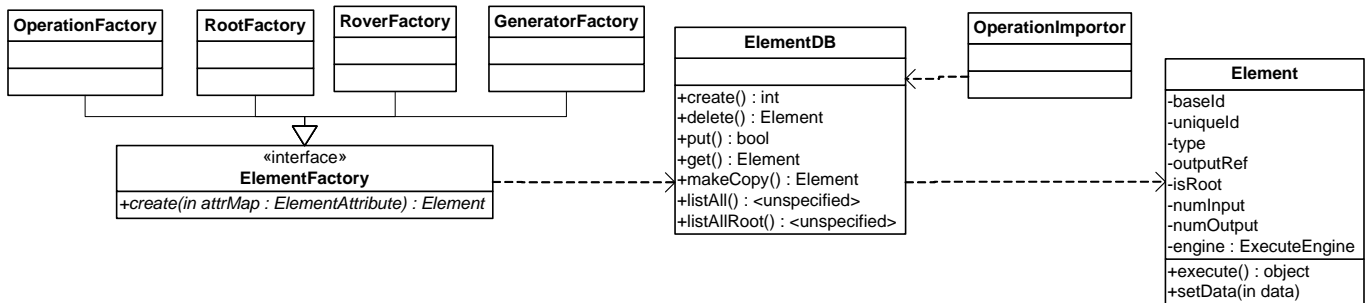 OperationFactory
RootFactory
RoverFactory
GeneratorFactory
«interface»
ElementFactory
+create(in attrMap : ElementAttribute) : Element
ElementDB
+create() : int
+delete() : Element
+put() : bool
+get() : Element
+makeCopy() : Element
+listAll() : <unspecified>
+listAllRoot() : <unspecified>
OperationImportor
Element
-baseId
-uniqueId
-type
-outputRef
-isRoot
-numInput
-numOutput
-engine : ExecuteEngine
+execute() : object
+setData(in data)